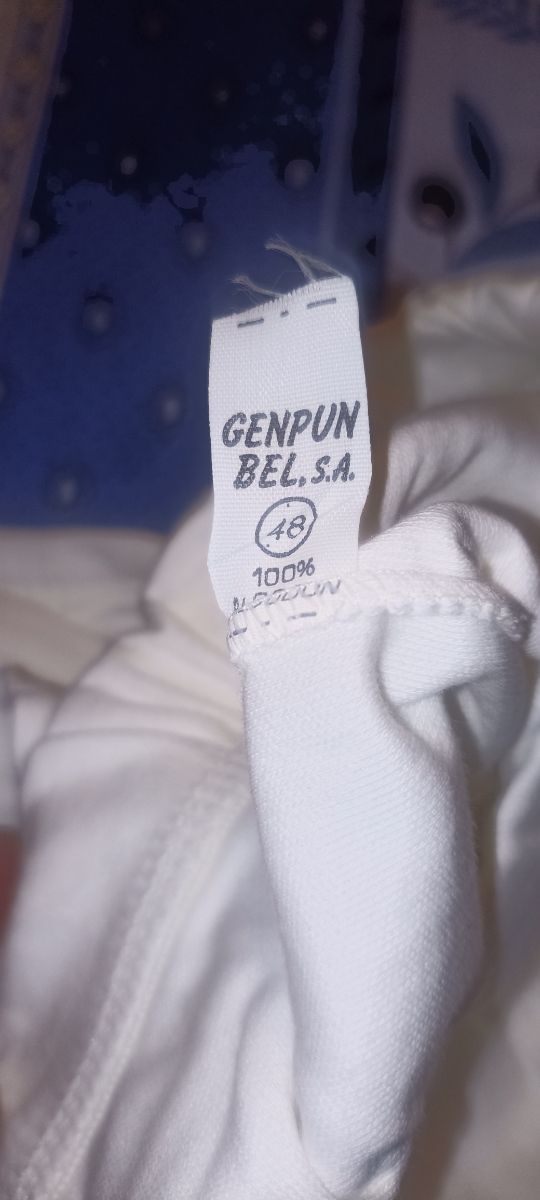 GENPUN
BEL, S.A.
48
100%